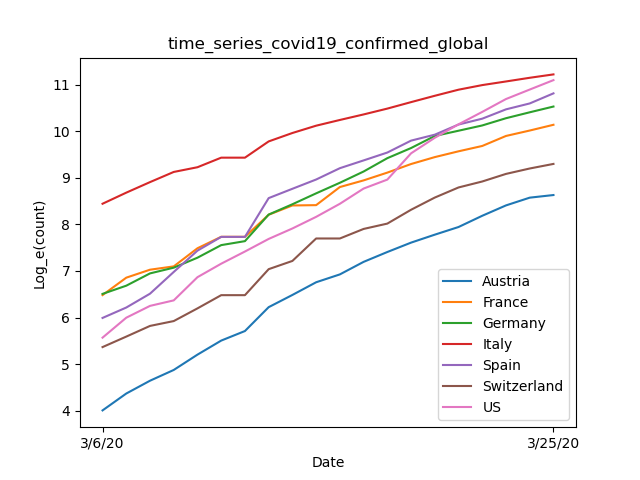 time_series_covid19_confirmed_global
Log_e(count)
11
10
9
8
7
6
5
4
Austria
France
Germany
Italy
Spain
Switzerland
US
3/6/20
3/25/20
Date